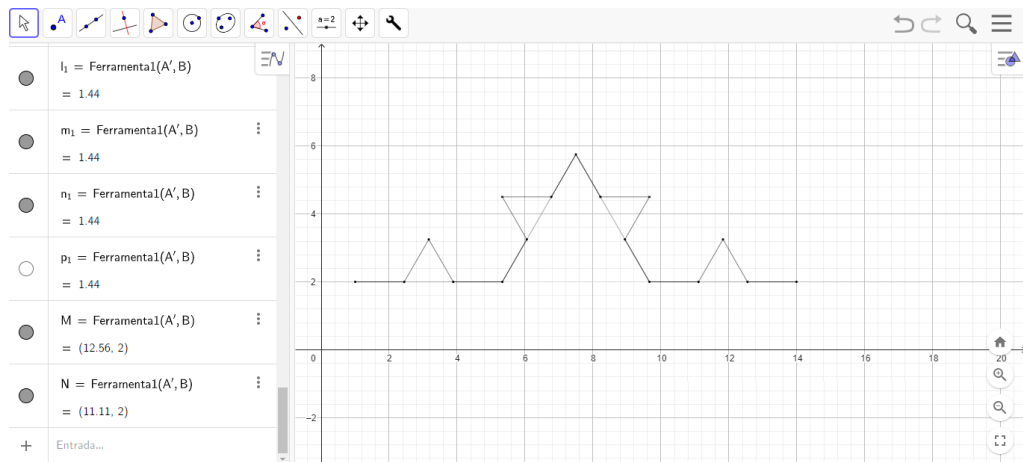 A
a=2
l₁ = Ferramenta1(A′, B)
= 1.44
m₁ = Ferramenta1(A′, B)
= 1.44
n₁ = Ferramenta1(A′, B)
= 1.44
p₁ = Ferramenta1(A′, B)
= 1.44
M = Ferramenta1(A′, B)
= (12.56, 2)
N = Ferramenta1(A′, B)
= (11.11, 2)
+ Entrada...
8
6
4
2
0 2 4 6 8 10 12 14 16 18 20
−2